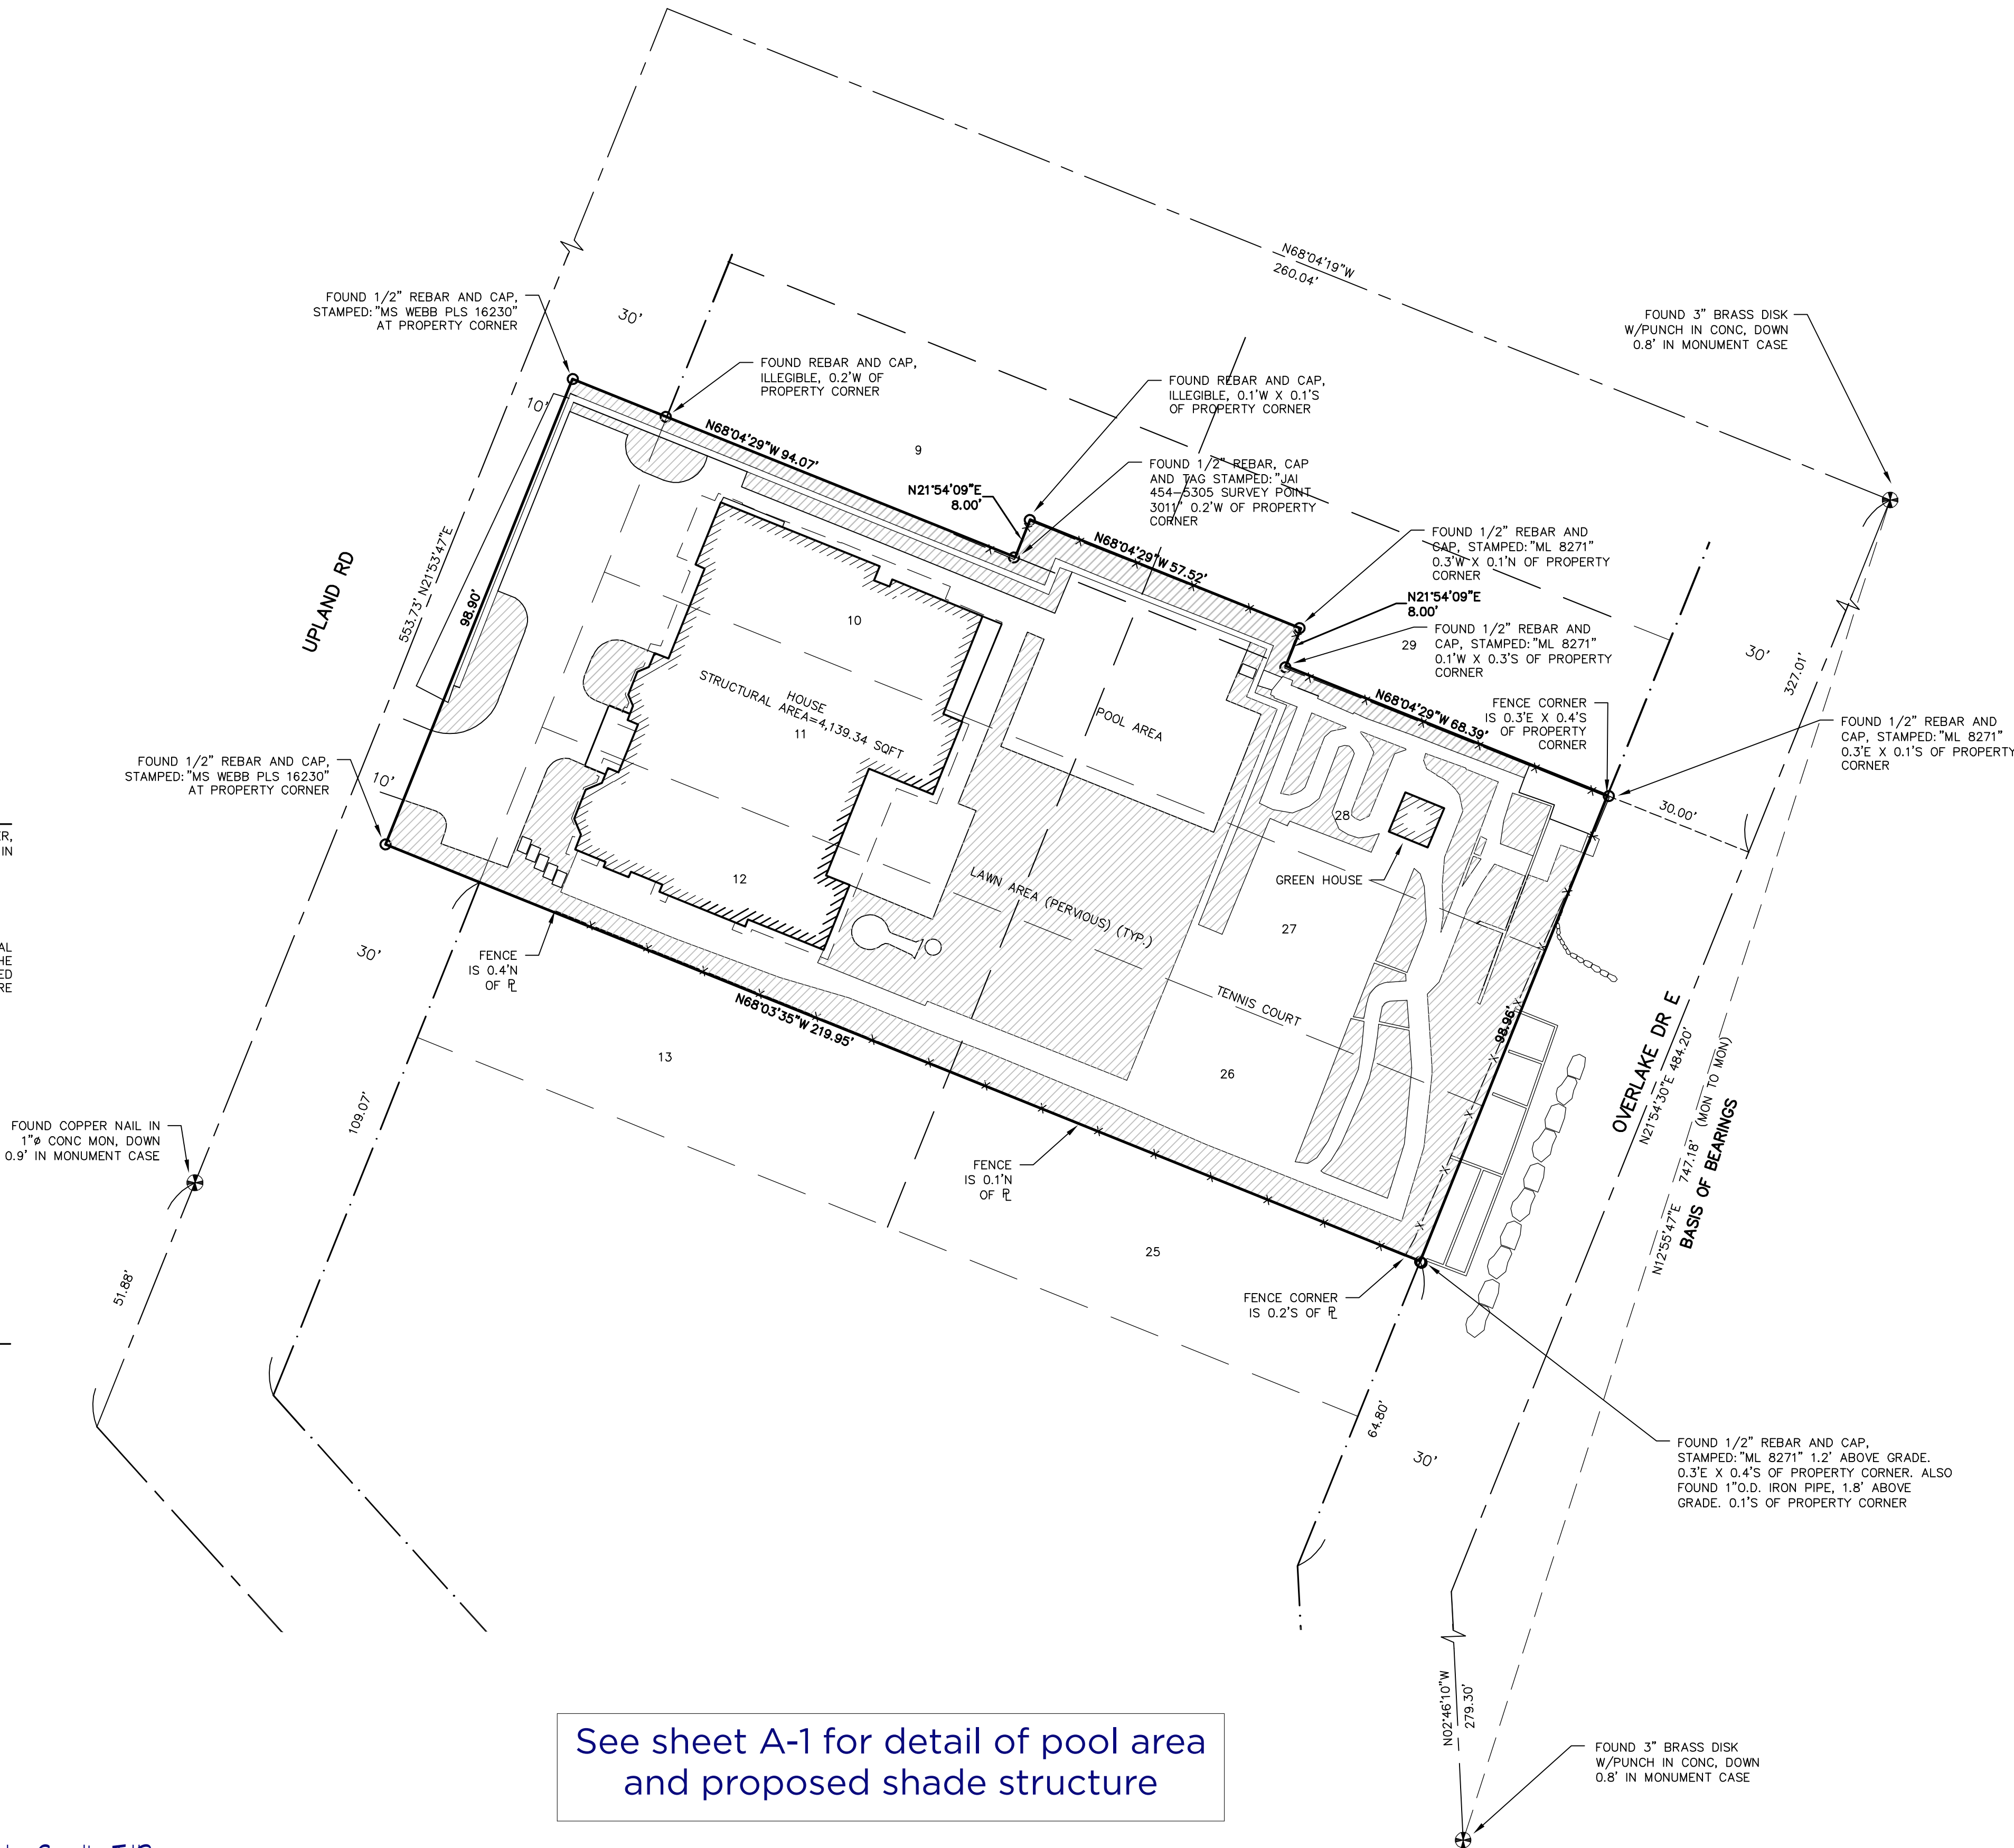 N68°04'19"W
260.04'
FOUND 1/2" REBAR AND CAP,
STAMPED:"MS WEBB PLS 16230"
AT PROPERTY CORNER
30'
FOUND 3" BRASS DISK
W/PUNCH IN CONC, DOWN
0.8' IN MONUMENT CASE
FOUND REBAR AND CAP,
ILLEGIBLE, 0.2'W OF
PROPERTY CORNER
FOUND REBAR AND CAP,
ILLEGIBLE, 0.1'W X 0.1'S
OF PROPERTY CORNER
10'
N68°04'29"W 94.07'
9
FOUND 1/2" REBAR, CAP
AND TAG STAMPED:"JAI
454-5305 SURVEY POINT
3011" 0.2'W OF PROPERTY
CORNER
N21°54'09"E
8.00'
FOUND 1/2" REBAR AND
CAP, STAMPED:"ML 8271"
0.3'W X 0.1'N OF PROPERTY
CORNER
N68°04'29"W 57.52'
N21°54'09"E
8.00'
UPLAND RD
553.73' N21°53'47"E
98.90'
10
29
FOUND 1/2" REBAR AND
CAP, STAMPED:"ML 8271"
0.1'W X 0.3'S OF PROPERTY
CORNER
30'
327.01'
HOUSE
STRUCTURAL AREA=4,139.34 SQFT
11
POOL AREA
N68°04'29"W 68.39'
FENCE CORNER
IS 0.3'E X 0.4'S
OF PROPERTY
CORNER
FOUND 1/2" REBAR AND
CAP, STAMPED:"ML 8271"
0.3'E X 0.1'S OF PROPERTY
CORNER
FOUND 1/2" REBAR AND CAP,
STAMPED:"MS WEBB PLS 16230"
AT PROPERTY CORNER
10'
30.00'
28
ER,
IN
12
GREEN HOUSE
LAWN AREA (PERVIOUS) (TYP.)
27
AL
HE
ED
RE
30'
FENCE
IS 0.4'N
OF PL
N68°03'35"W 219.95'
TENNIS COURT
98.96'
OVERLAKE DR E
N21°54'30"E 484.20'
13
26
109.07'
FOUND COPPER NAIL IN
1"ø CONC MON, DOWN
0.9' IN MONUMENT CASE
FENCE
IS 0.1'N
OF PL
N12°55'47"E 747.18' (MON TO MON)
BASIS OF BEARINGS
25
51.88'
FENCE CORNER
IS 0.2'S OF PL
64.80'
30'
FOUND 1/2" REBAR AND CAP,
STAMPED:"ML 8271" 1.2' ABOVE GRADE.
0.3'E X 0.4'S OF PROPERTY CORNER. ALSO
FOUND 1"O.D. IRON PIPE, 1.8' ABOVE
GRADE. 0.1'S OF PROPERTY CORNER
N02°46'10"W
279.30'
See sheet A-1 for detail of pool area
and proposed shade structure
FOUND 3" BRASS DISK
W/PUNCH IN CONC, DOWN
0.8' IN MONUMENT CASE